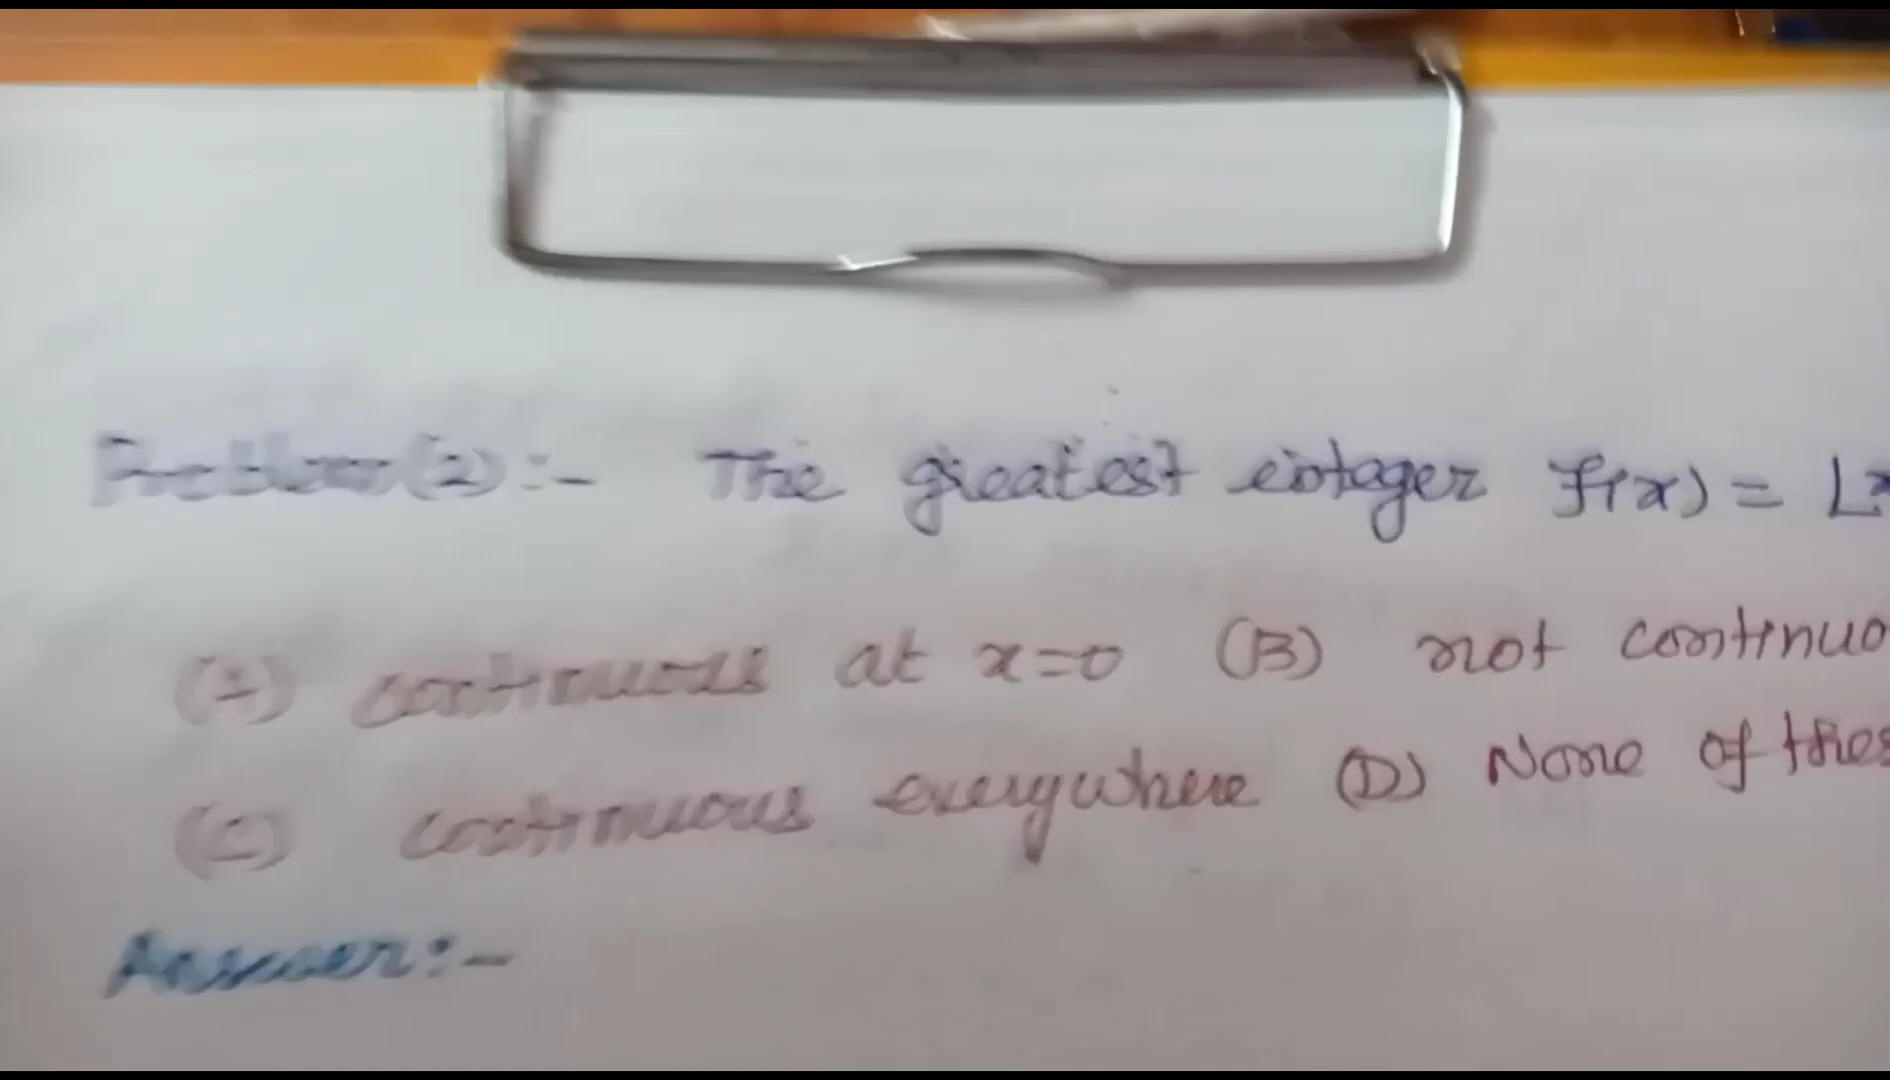 Problem (2):- The greatest integer f(x) = ⌊x
(A) continuous at x=0 (B) not continuo
(C) continuous everywhere (D) None of thes
Answer:-